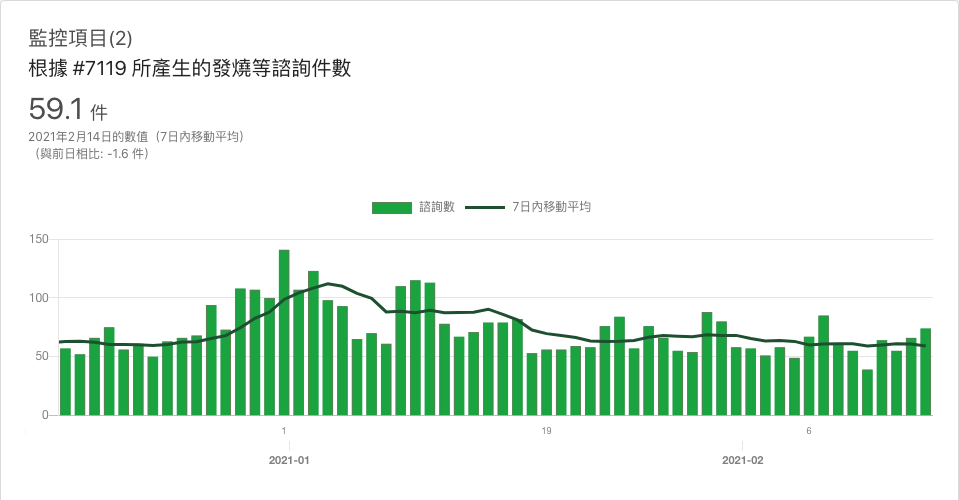 監控項目(2)
根據 #7119 所產生的發燒等諮詢件數
59.1 件
2021年2月14日的數值（7日內移動平均）
（與前日相比: -1.6 件）
諮詢數 7日內移動平均
150
100
50
0
1 19 6
2021-01 2021-02